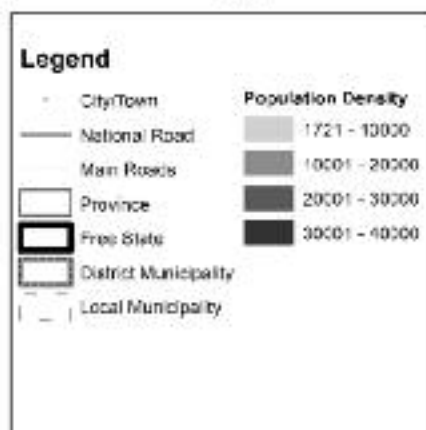 Legend
City/Town
National Road
Main Roads
Province
Free State
District Municipality
Local Municipality
Population Density
1721 - 10000
10001 - 20000
20001 - 30000
30001 - 40000